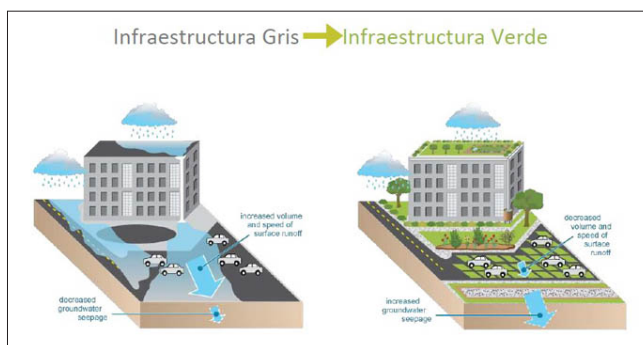 Infraestructura Gris
Infraestructura Verde
increased volume
and speed of
surface runoff
decreased
groundwater
seepage
decreased
volume and
speed of
surface
runoff
increased
groundwater
seepage